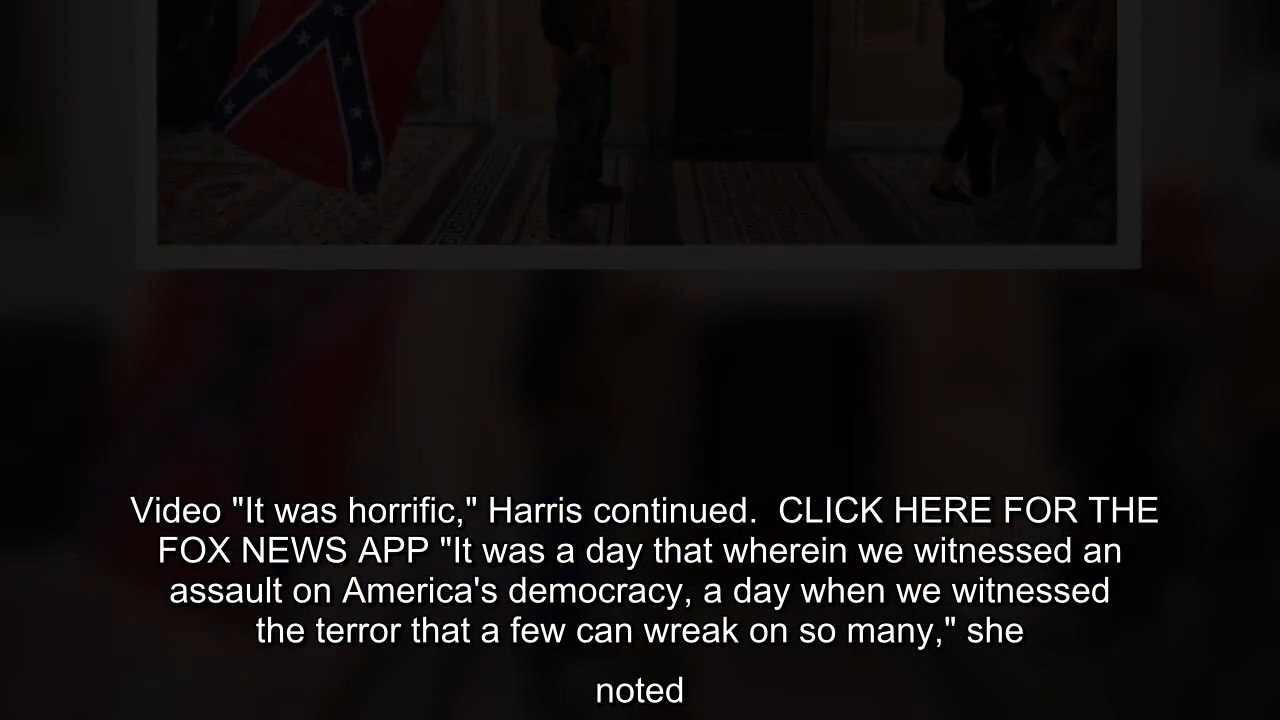 Video "It was horrific," Harris continued.  CLICK HERE FOR THE
FOX NEWS APP "It was a day that wherein we witnessed an
assault on America's democracy, a day when we witnessed
the terror that a few can wreak on so many," she
noted